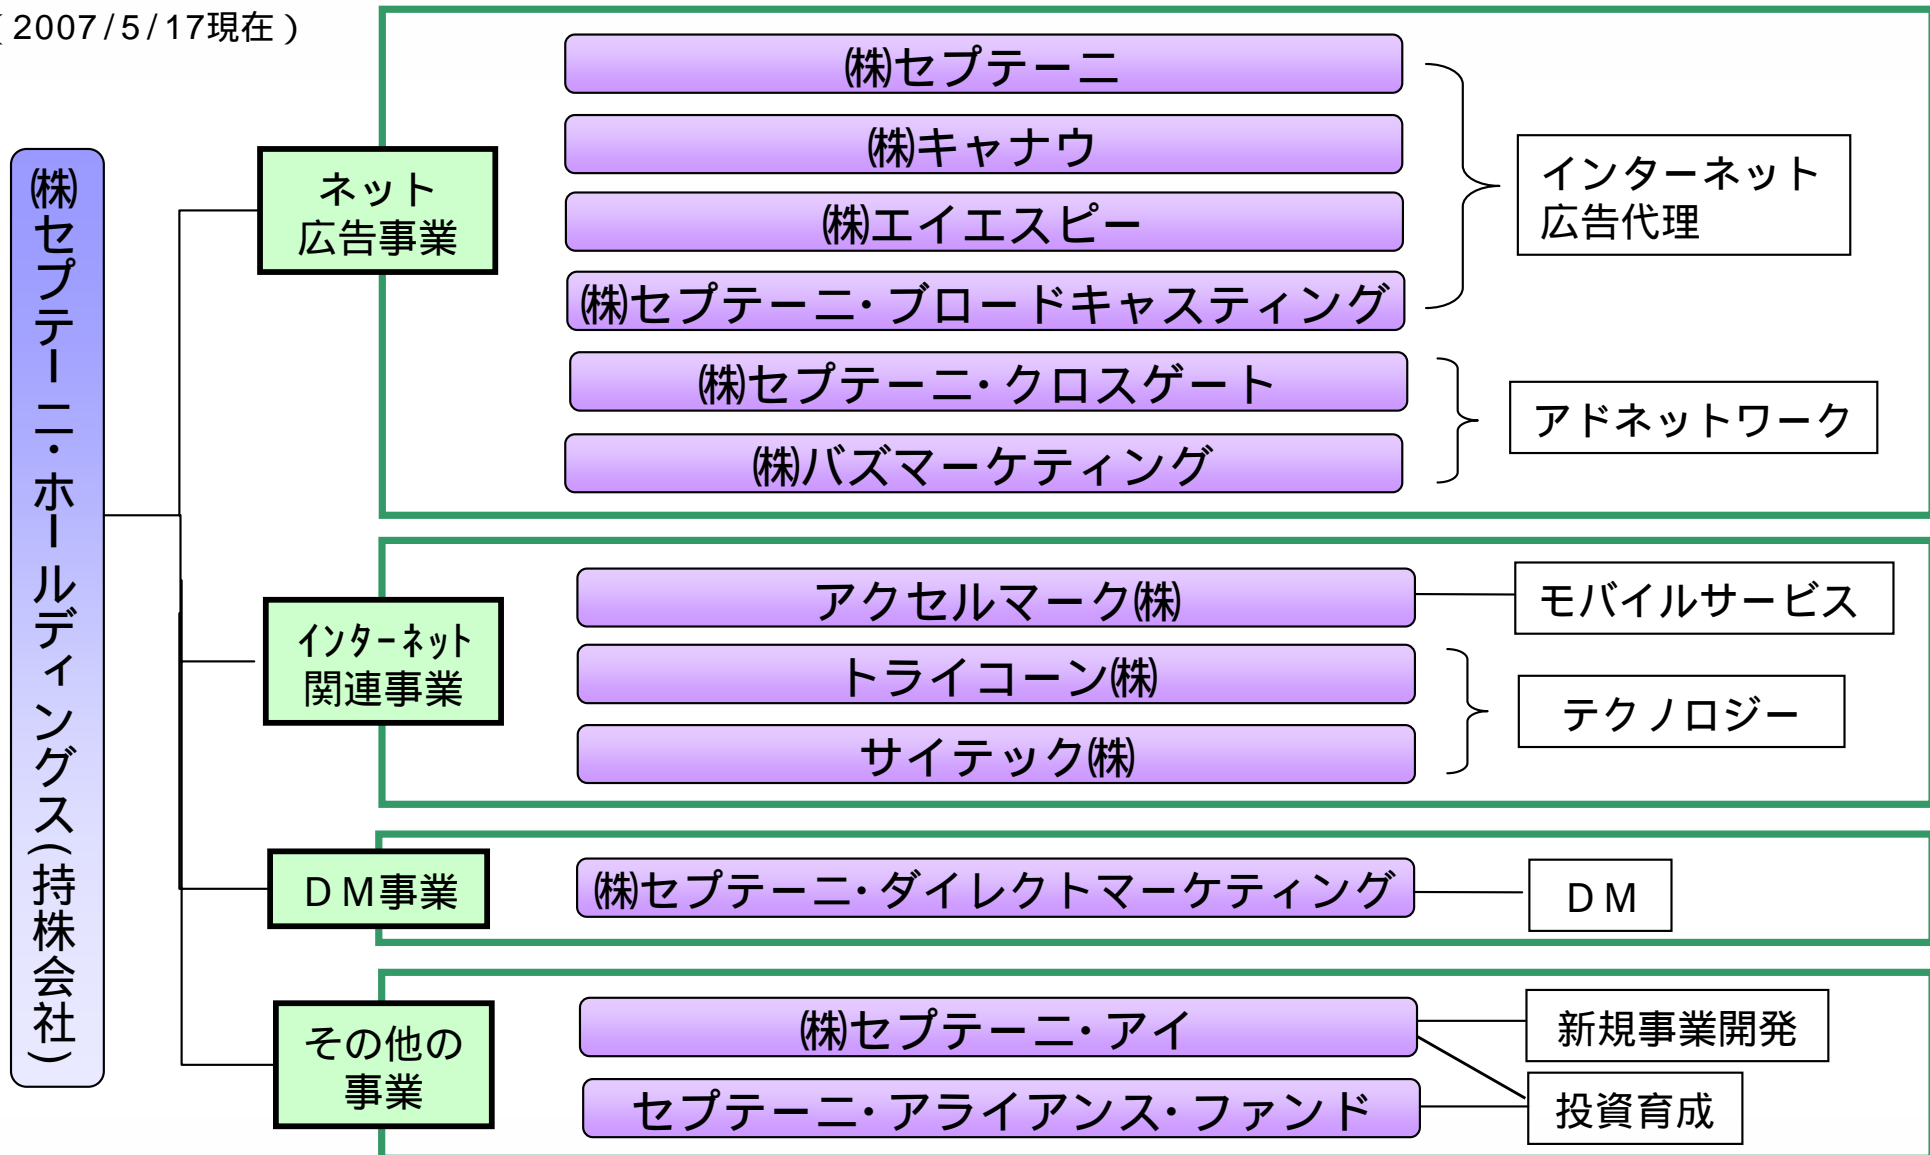 (2007/5/17現在)
㈱セプテーニ・ホールディングス(持株会社)
ネット
広告事業
㈱セプテーニ
㈱キャナウ
㈱エイエスピー
㈱セプテーニ・ブロードキャスティング
インターネット
広告代理
㈱セプテーニ・クロスゲート
㈱バズマーケティング
アドネットワーク
インターネット
関連事業
アクセルマーク㈱
モバイルサービス
トライコーン㈱
サイテック㈱
テクノロジー
DM事業
㈱セプテーニ・ダイレクトマーケティング
DM
その他の
事業
㈱セプテーニ・アイ
新規事業開発
セプテーニ・アライアンス・ファンド
投資育成